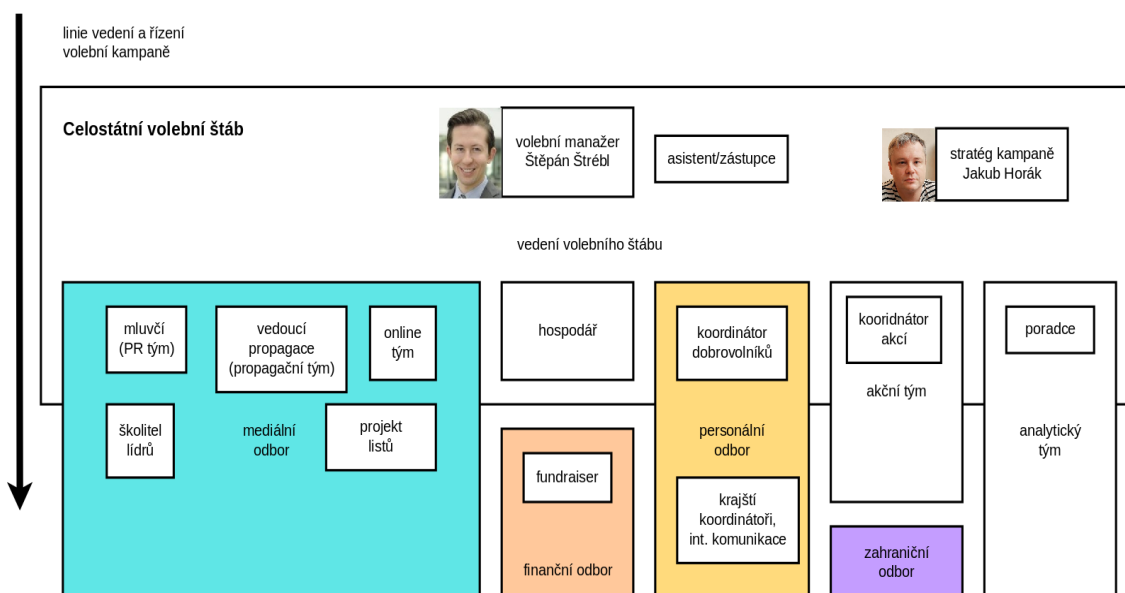 linie vedení a řízení
volební kampaně
Celostátní volební štáb
volební manažer
Štěpán Štrébl
asistent/zástupce
stratég kampaně
Jakub Horák
vedení volebního štábu
mluvčí
(PR tým)
vedoucí
propagace
(propagační tým)
online
tým
hospodář
koordinátor
dobrovolníků
kooridnátor
akcí
akční tým
poradce
školitel
lídrů
mediální
odbor
projekt
listů
personální
odbor
analytický
tým
fundraiser
finanční odbor
krajští
koordinátoři,
int. komunikace
zahraniční
odbor